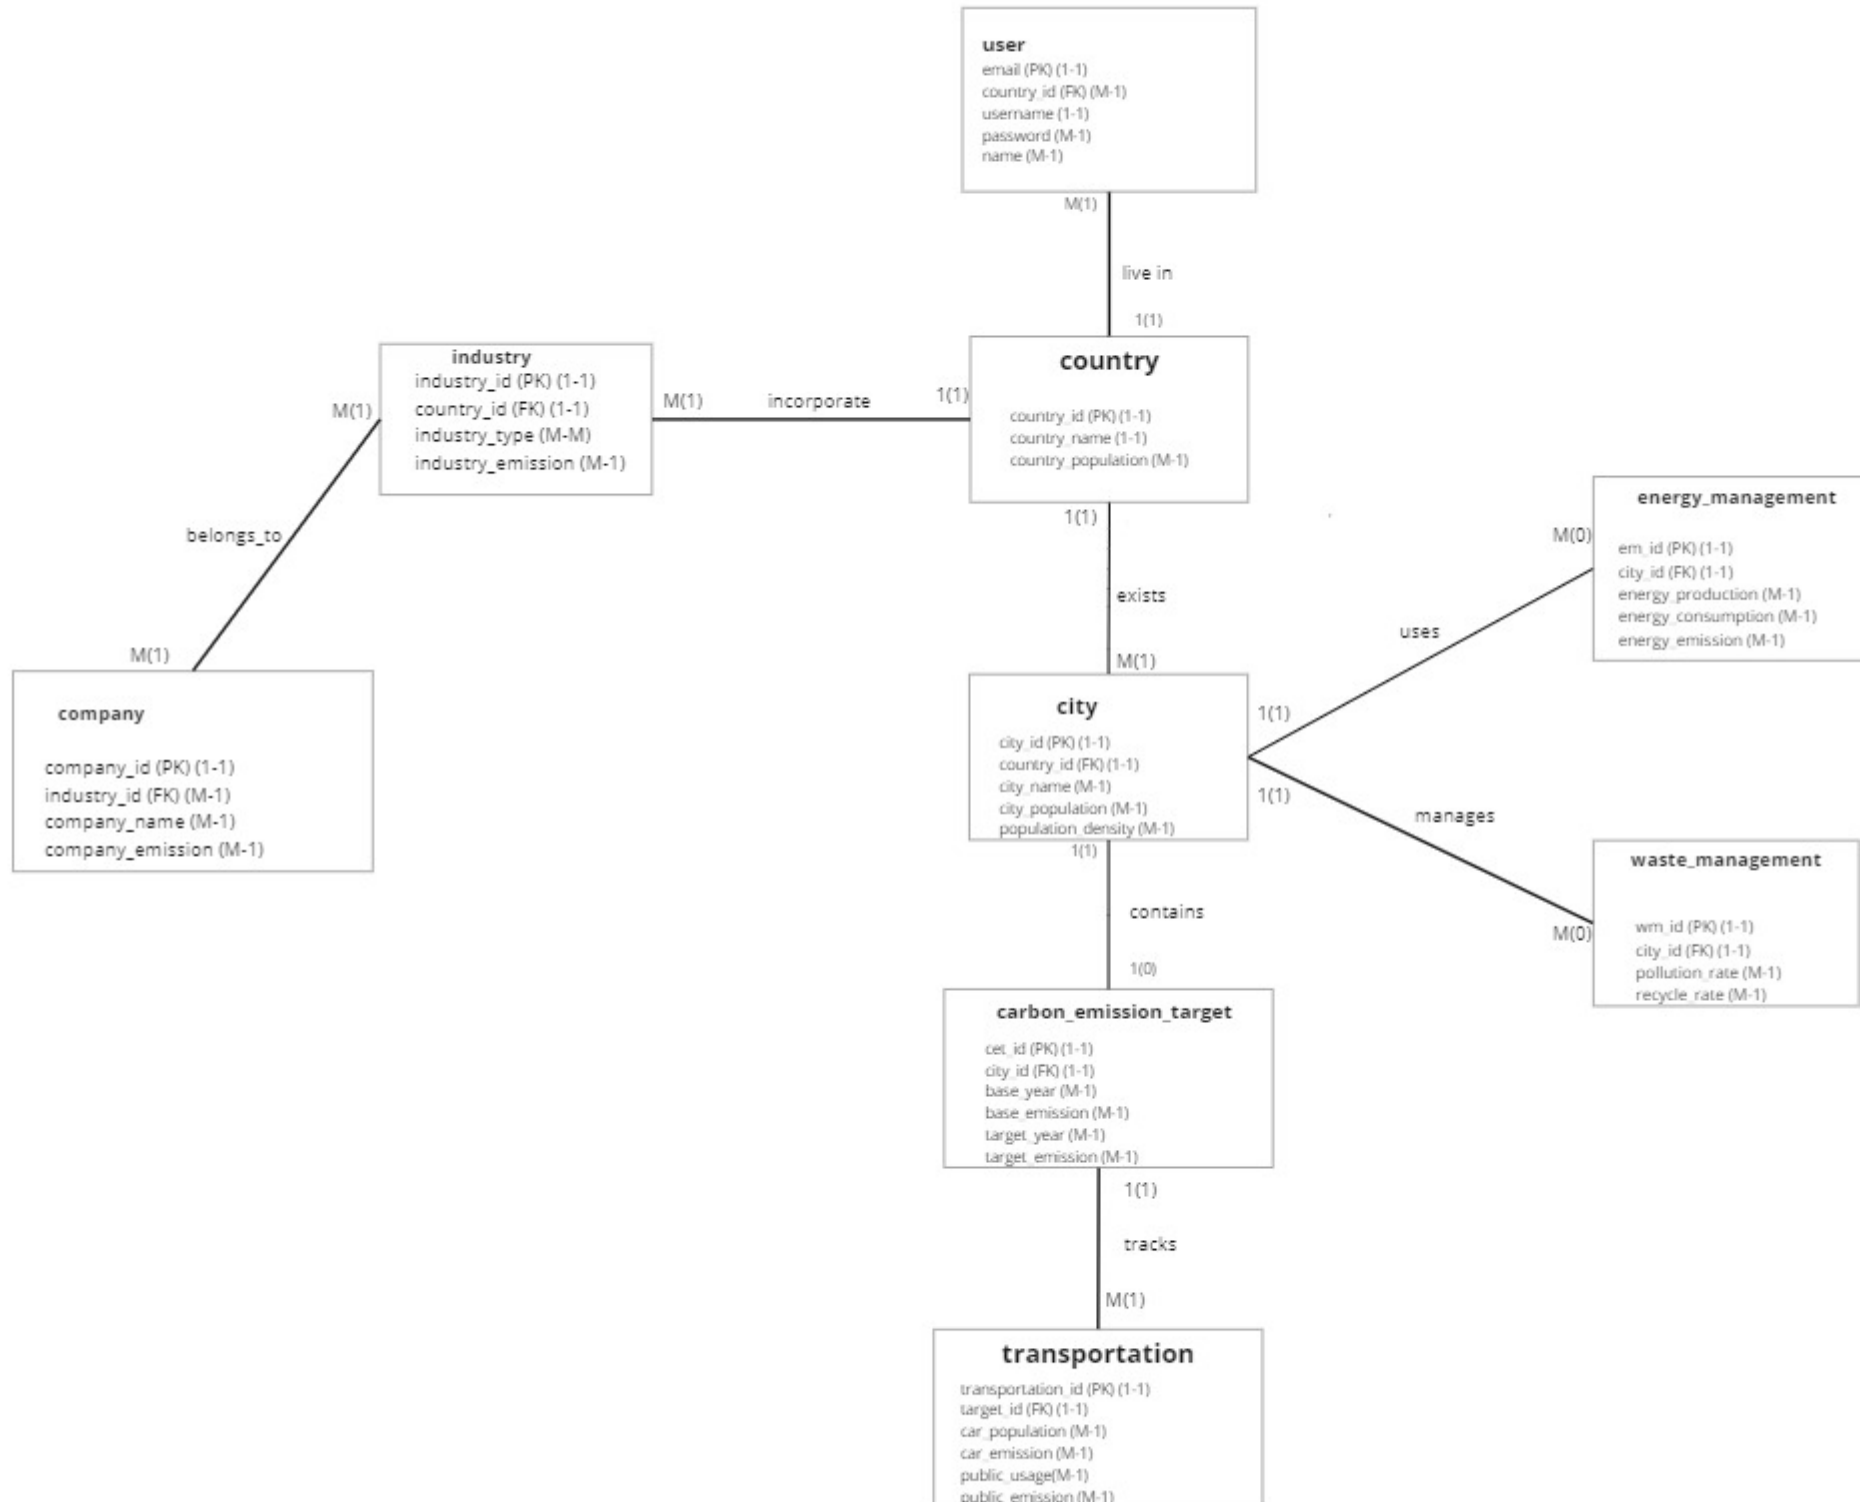 user
email (PK) (1-1)
country_id (FK) (M-1)
username (1-1)
password (M-1)
name (M-1)
M(1)
live in
1(1)
industry
industry_id (PK) (1-1)
country_id (FK) (1-1)
industry_type (M-M)
industry_emission (M-1)
M(1)
M(1)
incorporate
1(1)
country
country_id (PK) (1-1)
country_name (1-1)
country_population (M-1)
belongs_to
M(1)
company
company_id (PK) (1-1)
industry_id (FK) (M-1)
company_name (M-1)
company_emission (M-1)
1(1)
exists
M(1)
city
city_id (PK) (1-1)
country_id (FK) (1-1)
city_name (M-1)
city_population (M-1)
population_density (M-1)
1(1)
uses
M(0)
energy_management
em_id (PK) (1-1)
city_id (FK) (1-1)
energy_production (M-1)
energy_consumption (M-1)
energy_emission (M-1)
1(1)
manages
M(0)
waste_management
wm_id (PK) (1-1)
city_id (FK) (1-1)
pollution_rate (M-1)
recycle_rate (M-1)
1(1)
contains
1(0)
carbon_emission_target
cet_id (PK) (1-1)
city_id (FK) (1-1)
base_year (M-1)
base_emission (M-1)
target_year (M-1)
target_emission (M-1)
1(1)
tracks
M(1)
transportation
transportation_id (PK) (1-1)
target_id (FK) (1-1)
car_population (M-1)
car_emission (M-1)
public_usage(M-1)
public_emission (M-1)